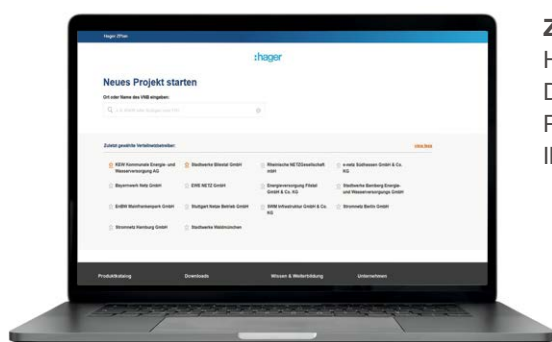 Hager ZPlan
:hager
Neues Projekt starten
Ort oder Name des VNB eingeben:
Zuletzt gewählte Verteilnetzbetreiber:
KEW Kommunale Energie- und Wasserversorgung AG
Stadtwerke Bliestal GmbH
Rheinische NETZGesellschaft mbH
e-netz Südhessen GmbH & Co. KG
Bayernwerk Netz GmbH
EWE NETZ GmbH
Energieversorgung Filstal GmbH & Co. KG
Stadtwerke Bamberg Energie- und Wasserversorgungs GmbH
EnBW Mainfrankenpark GmbH
Stuttgart Netze Betrieb GmbH
SWM Infrastruktur GmbH & Co. KG
Stromnetz Berlin GmbH
Stromnetz Hamburg GmbH
Stadtwerke Waldmünchen
Produktkatalog
Downloads
Wissen & Weiterbildung
Unternehmen